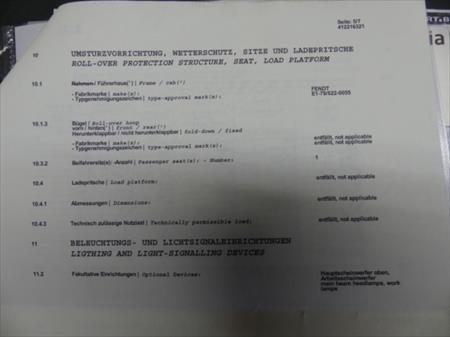 Seite: 5/7
412216321
10 UMSTURZVORRICHTUNG, WETTERSCHUTZ, SITZE UND LADEPRITSCHE
ROLL-OVER PROTECTION STRUCTURE, SEAT, LOAD PLATFORM
10.1 Rahmen / Führerhaus(*) | Frame / cab(*)
- Fabrikmarke | make(s): FENDT
- Typgenehmigungszeichen | type-approval mark(s): E1-79/622-0055
10.1.3 Bügel | Roll-over hoop
vorn / hinten(*) | front / rear(*)
Herunterklappbar / nicht herunterklappbar | fold-down / fixed
- Fabrikmarke | make(s): entfällt, not applicable
- Typgenehmigungszeichen | type-approval mark(s): entfällt, not applicable
10.3.2 Beifahrersitz(e): -Anzahl | Passenger seat(s): - Number: 1
10.4 Ladepritsche | Load platform: entfällt, not applicable
10.4.1 Abmessungen | Dimensions: entfällt, not applicable
10.4.3 Technisch zulässige Nutzlast | Technically permissible load: entfällt, not applicable
11 BELEUCHTUNGS- UND LICHTSIGNALEINRICHTUNGEN
LIGTHING AND LIGHT-SIGNALLING DEVICES
11.2 Fakultative Einrichtungen | Optional Devices: Hauptscheinwerfer oben,
Arbeitsscheinwerfer
main beam headlamps, work
lamps